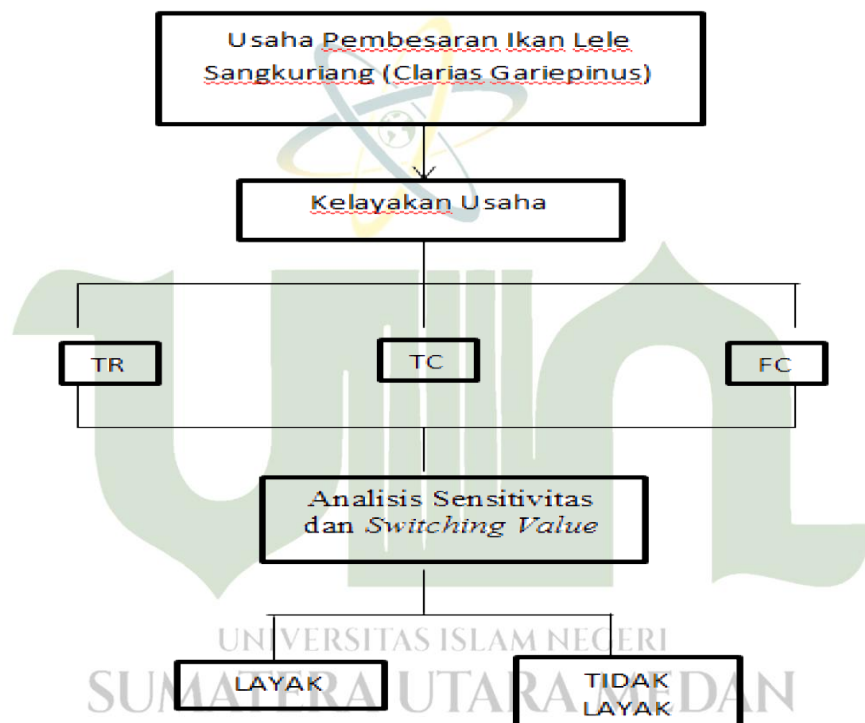 Usaha Pembesaran Ikan Lele
Sangkuriang (Clarias Gariepinus)
Kelayakan Usaha
TR
TC
FC
Analisis Sensitivitas
dan Switching Value
UNIVERSITAS ISLAM NEGERI
SUMATERA UTARA MEDAN
LAYAK
TIDAK
LAYAK